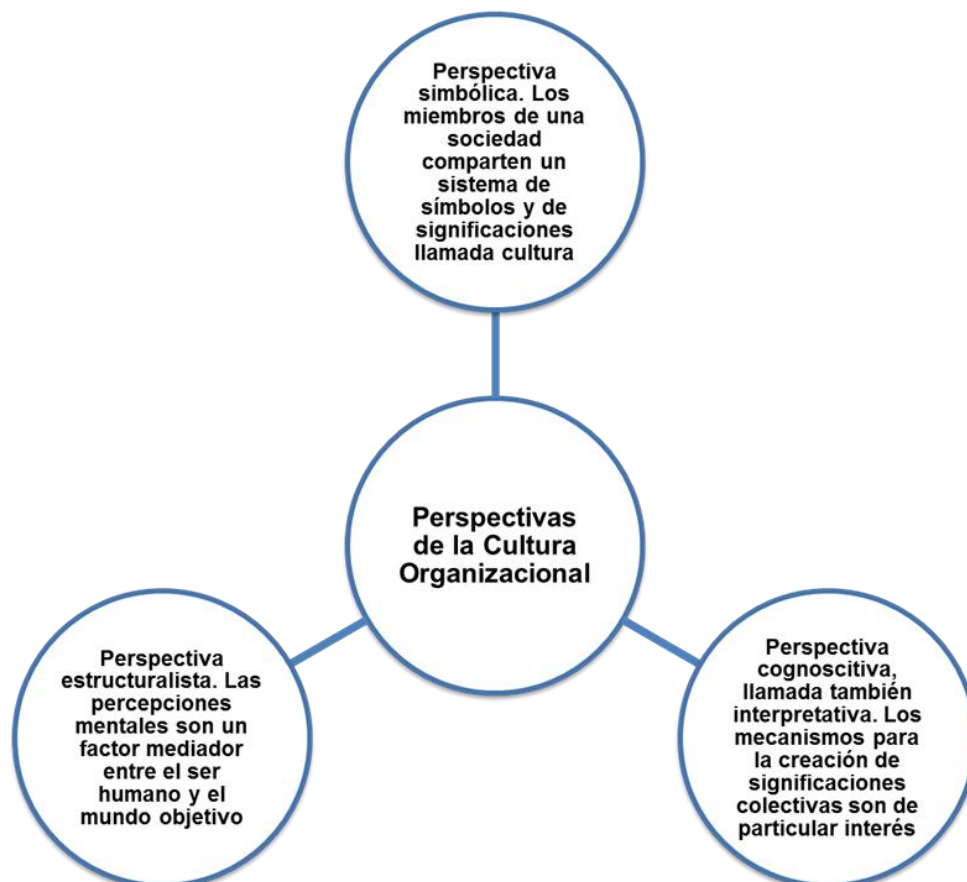 Perspectiva
simbólica. Los
miembros de una
sociedad
comparten un
sistema de
símbolos y de
significaciones
llamada cultura
Perspectivas
de la Cultura
Organizacional
Perspectiva
estructuralista. Las
percepciones
mentales son un
factor mediador
entre el ser
humano y el
mundo objetivo
Perspectiva
cognoscitiva,
llamada también
interpretativa. Los
mecanismos para
la creación de
significaciones
colectivas son de
particular interés